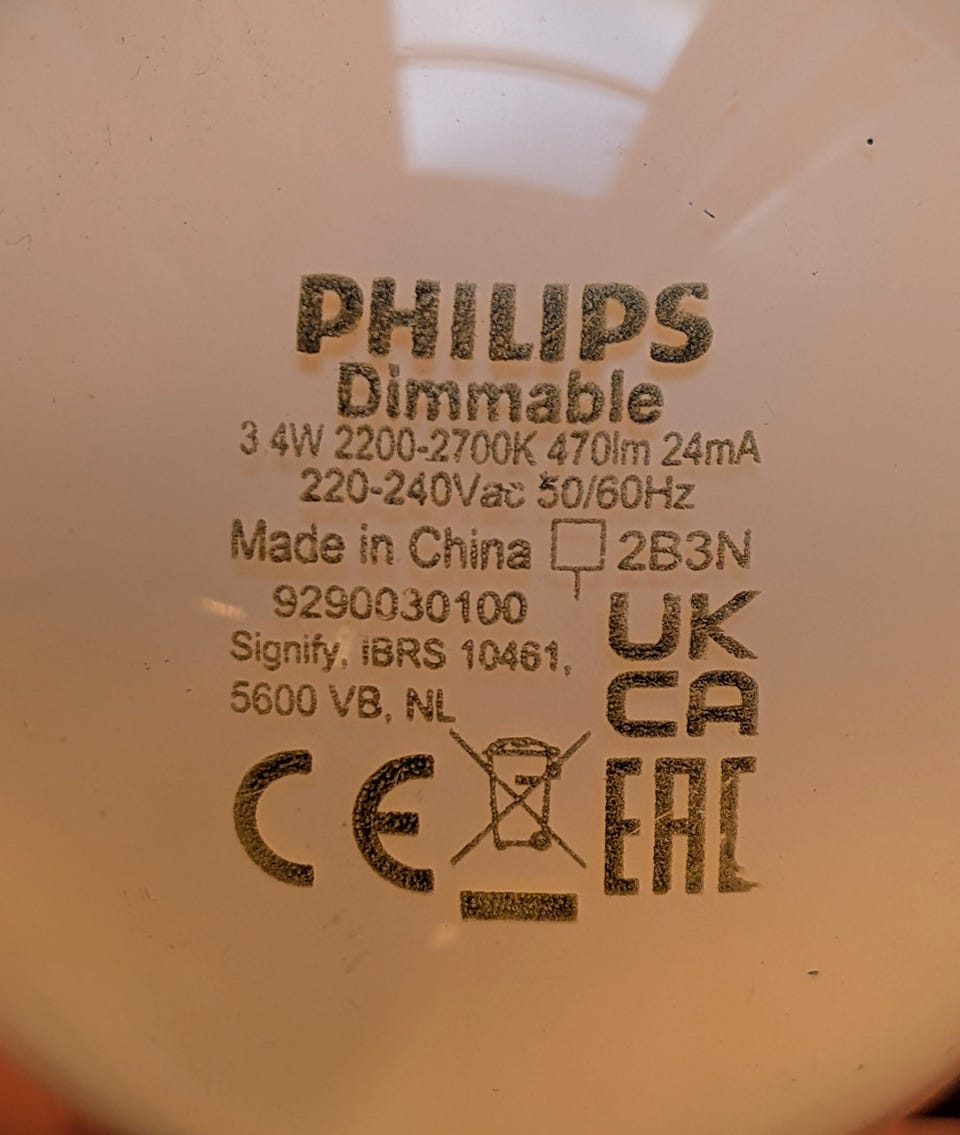 PHILIPS
Dimmable
3.4W 2200-2700K 470lm 24mA
220-240Vac 50/60Hz
Made in China 2B3N
9290030100
Signify, IBRS 10461,
5600 VB, NL
UK
CA
CE
EAC